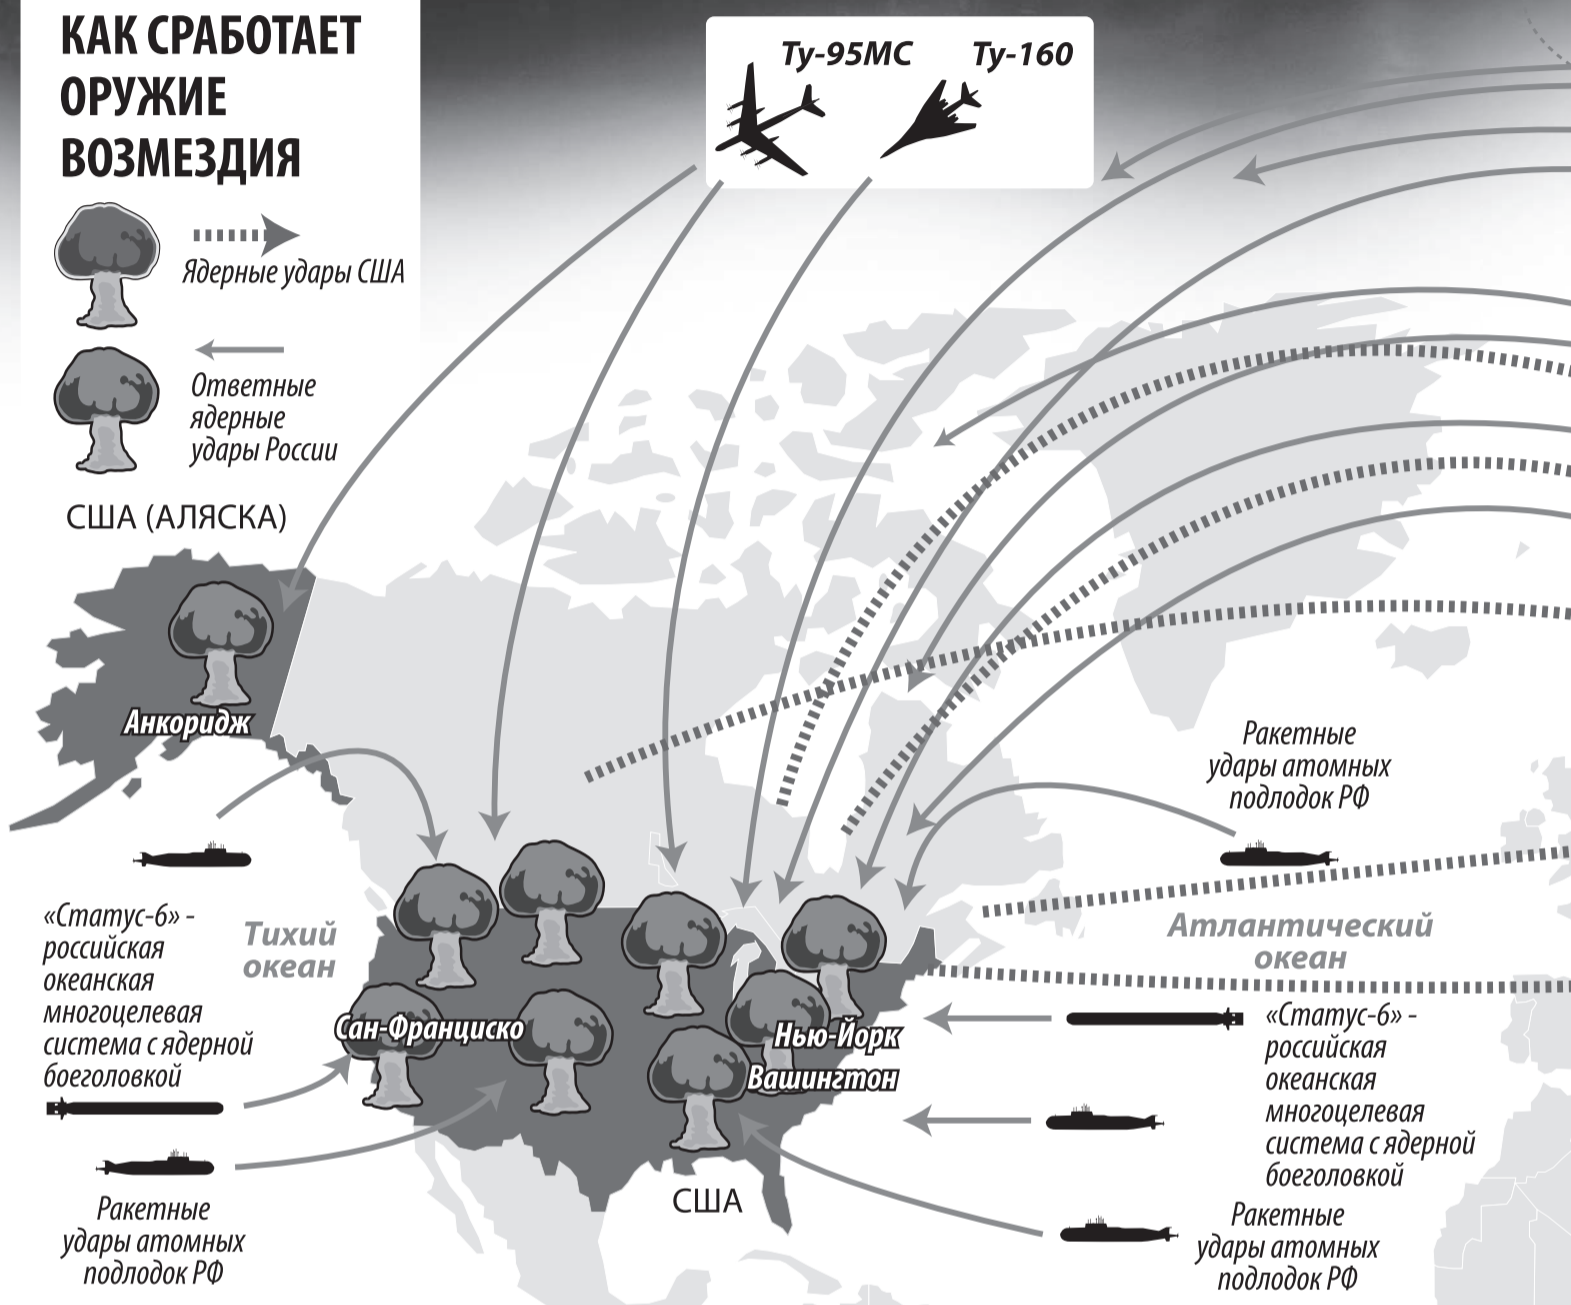 КАК СРАБОТАЕТ
ОРУЖИЕ
ВОЗМЕЗДИЯ
Ядерные удары США
Ответные
ядерные
удары России
Ту-95МС
Ту-160
США (АЛЯСКА)
Анкоридж
Ракетные
удары атомных
подлодок РФ
«Статус-6» -
российская
океанская
многоцелевая
система с ядерной
боеголовкой
Тихий
океан
Атлантический
океан
Сан-Франциско
Нью-Йорк
Вашингтон
«Статус-6» -
российская
океанская
многоцелевая
система с ядерной
боеголовкой
США
Ракетные
удары атомных
подлодок РФ
Ракетные
удары атомных
подлодок РФ